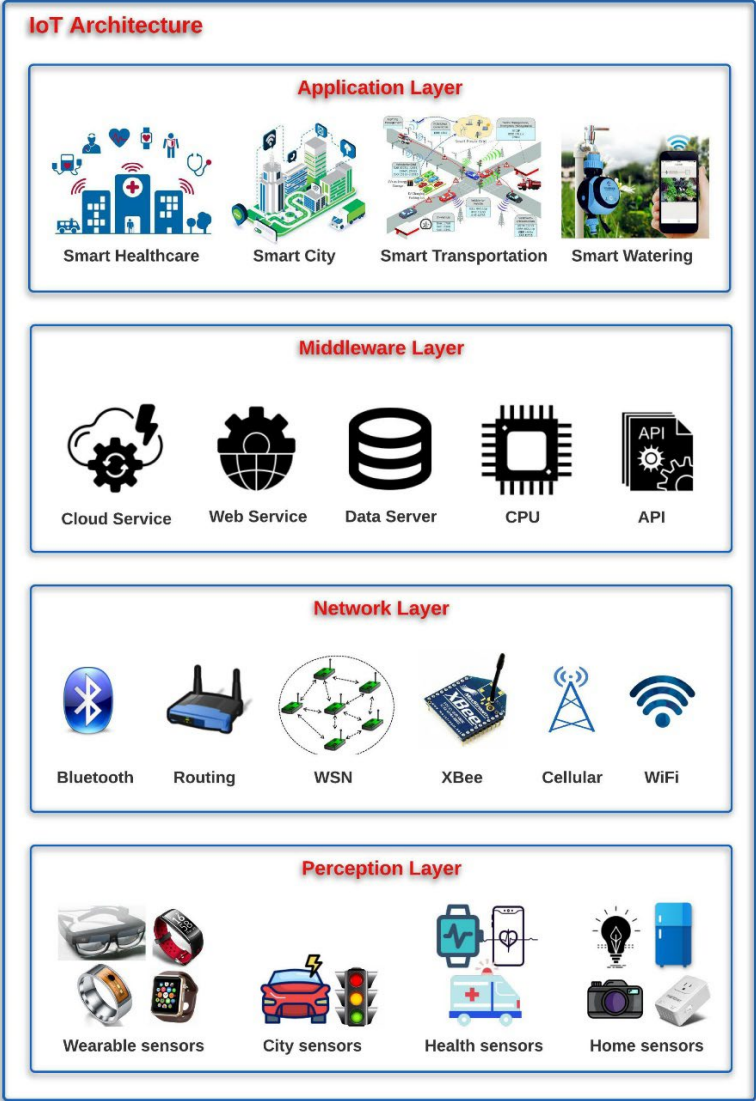 IoT Architecture
Application Layer
Smart Healthcare
Smart City
Smart Transportation
Smart Watering
Middleware Layer
API
Cloud Service
Web Service
Data Server
CPU
API
Network Layer
XBee
Bluetooth
Routing
WSN
XBee
Cellular
WiFi
Perception Layer
Wearable sensors
City sensors
Health sensors
Home sensors